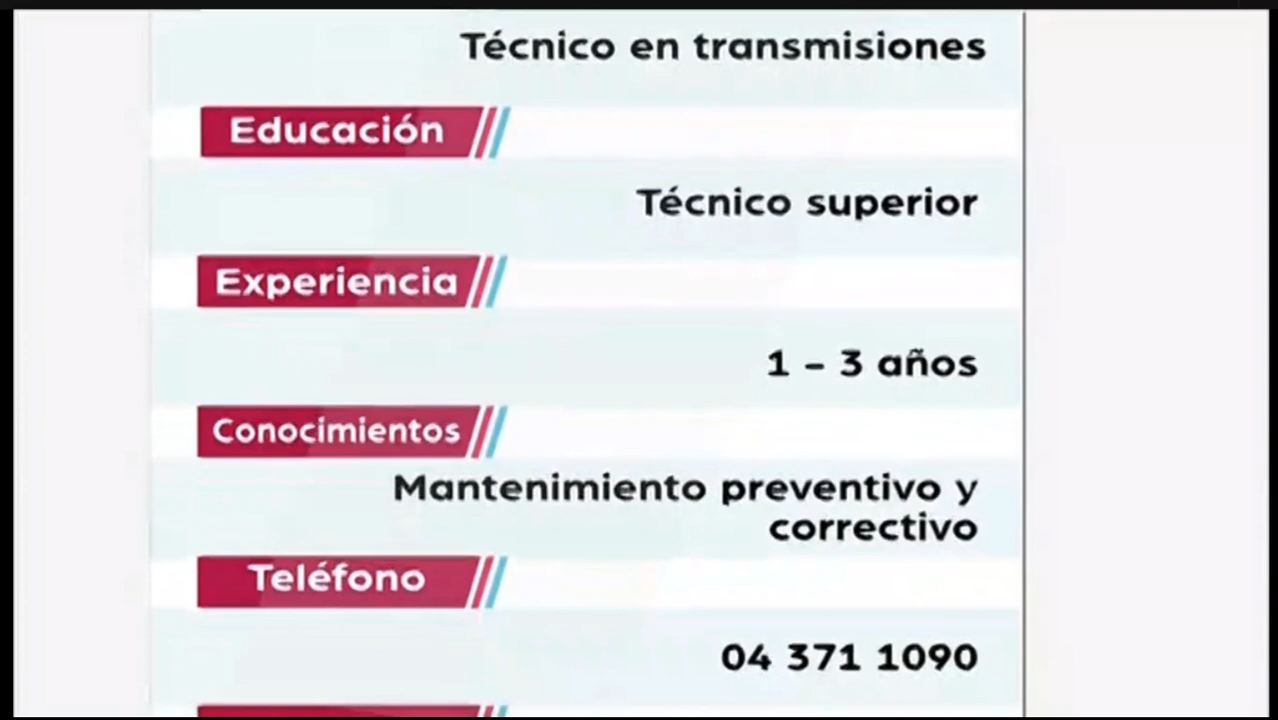 Técnico en transmisiones
Educación
Técnico superior
Experiencia
1 – 3 años
Conocimientos
Mantenimiento preventivo y
correctivo
Teléfono
04 371 1090